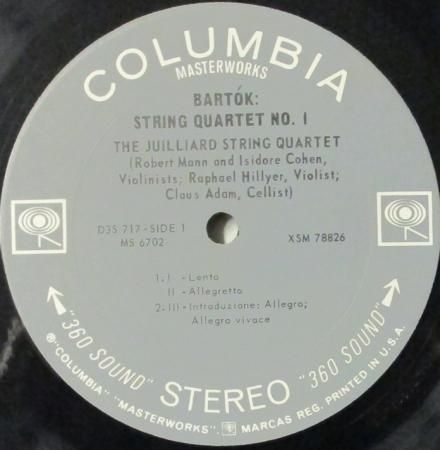 COLUMBIA
MASTERWORKS
BARTÓK:
STRING QUARTET NO. 1
THE JUILLIARD STRING QUARTET
(Robert Mann and Isidore Cohen,
Violinists; Raphael Hillyer, Violist;
Claus Adam, Cellist)
D3S 717 - SIDE 1
MS 6702
XSM 78826
1. I - Lento
II - Allegretto
2. III - Introduzione: Allegro;
Allegro vivace
"360 SOUND" STEREO "360 SOUND"
℗"COLUMBIA" "MASTERWORKS". MARCAS REG. PRINTED IN U.S.A.